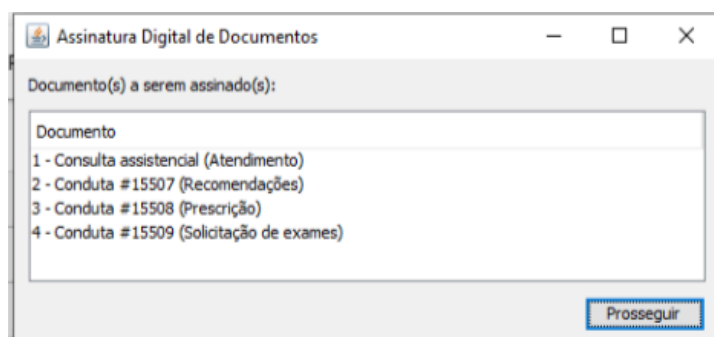 Assinatura Digital de Documentos
Documento(s) a serem assinado(s):
Documento
1 - Consulta assistencial (Atendimento)
2 - Conduta #15507 (Recomendações)
3 - Conduta #15508 (Prescrição)
4 - Conduta #15509 (Solicitação de exames)
Prosseguir